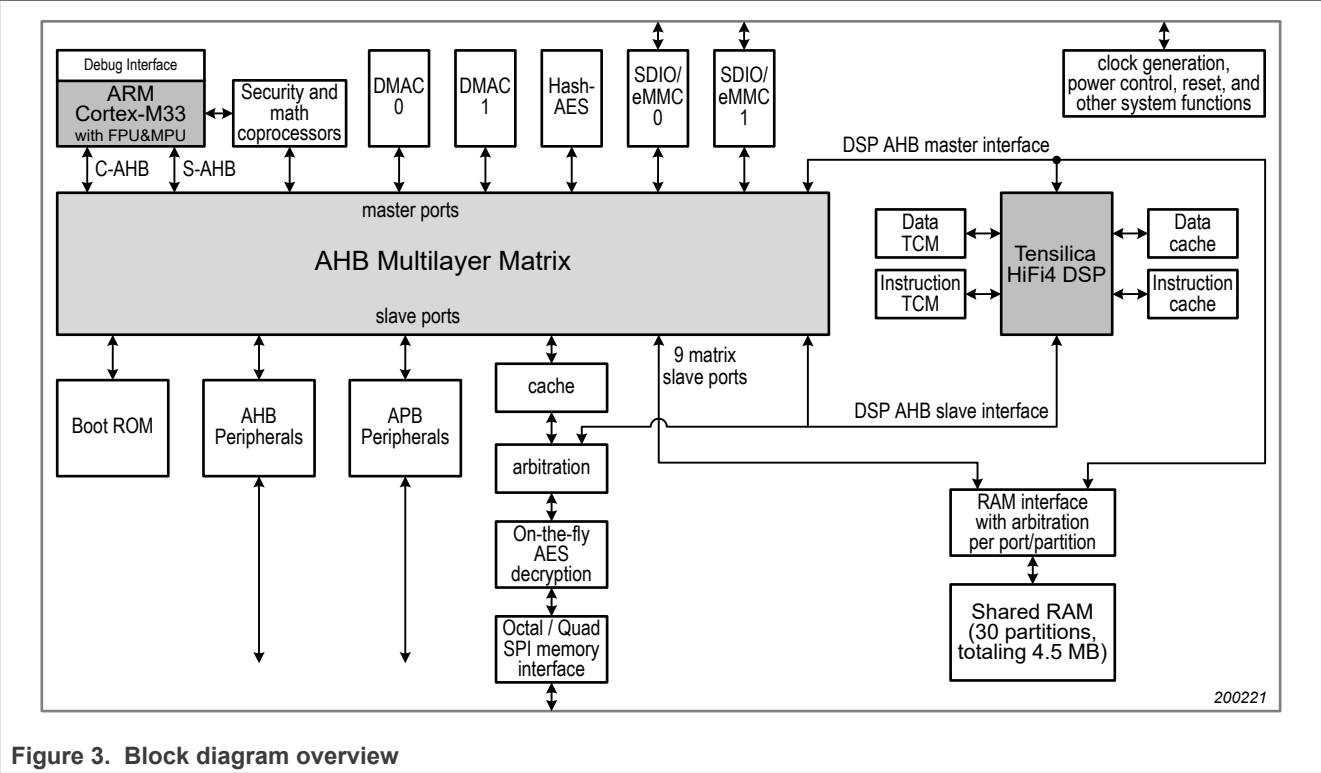 Debug Interface
ARM
Cortex-M33
with FPU&MPU
Security and
math
coprocessors
DMAC
0
DMAC
1
Hash-
AES
SDIO/
eMMC
0
SDIO/
eMMC
1
clock generation,
power control, reset, and
other system functions
C-AHB
S-AHB
DSP AHB master interface
master ports
AHB Multilayer Matrix
slave ports
Data
TCM
Instruction
TCM
Tensilica
HiFi4 DSP
Data
cache
Instruction
cache
9 matrix
slave ports
Boot ROM
AHB
Peripherals
APB
Peripherals
cache
DSP AHB slave interface
arbitration
On-the-fly
AES
decryption
Octal / Quad
SPI memory
interface
RAM interface
with arbitration
per port/partition
Shared RAM
(30 partitions,
totaling 4.5 MB)
200221
Figure 3. Block diagram overview